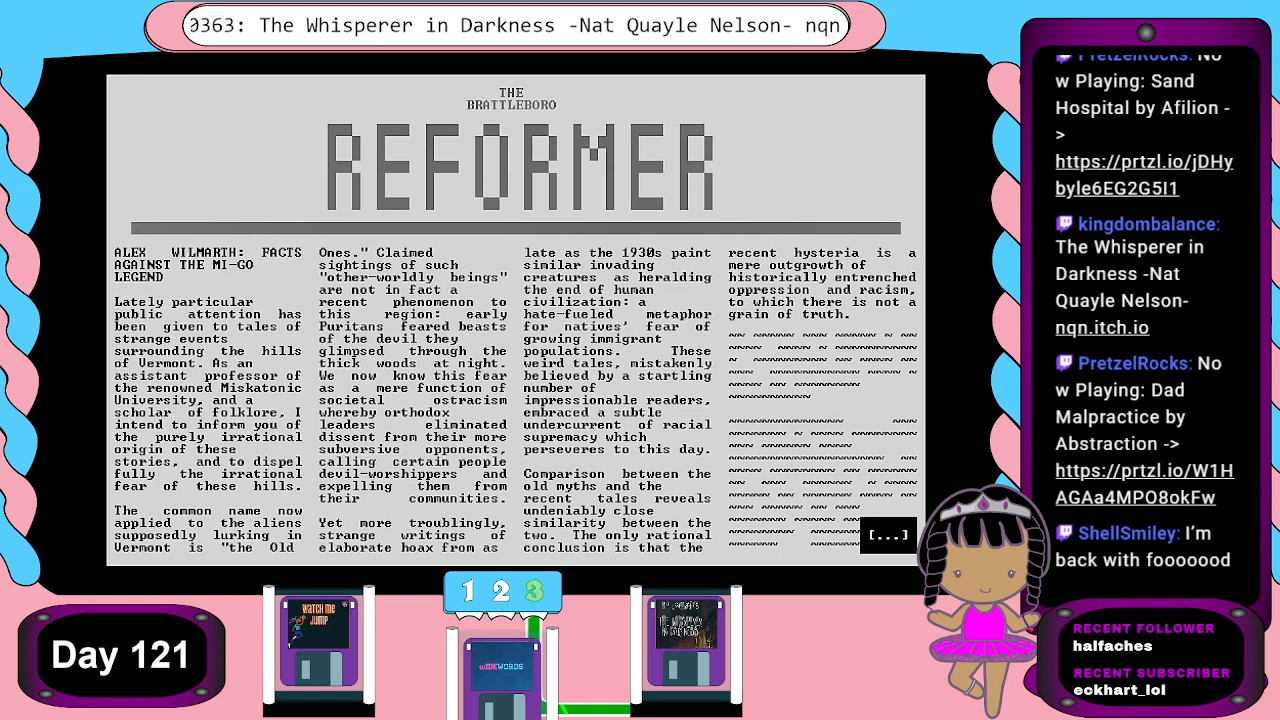 0363: The Whisperer in Darkness -Nat Quayle Nelson- nqn
THE
BRATTLEBORO
REFORMER
ALEX WILMARTH: FACTS
AGAINST THE MI-GO
LEGEND
Lately particular
public attention has
been given to tales of
strange events
surrounding the hills
of Vermont. As an
assistant professor of
the renowned Miskatonic
University, and a
scholar of folklore, I
intend to inform you of
the purely irrational
origin of these
stories, and to dispel
fully the irrational
fear of these hills.
The common name now
applied to the aliens
supposedly lurking in
Vermont is "the Old
Ones." Claimed
sightings of such
"other-worldly beings"
are not in fact a
recent phenomenon to
this region: early
Puritans feared beasts
of the devil they
glimpsed through the
thick woods at night.
We now know this fear
as a mere function of
societal ostracism
whereby orthodox
leaders eliminated
dissent from their more
subversive opponents,
calling certain people
devil-worshippers and
expelling them from
their communities.
Yet more troublingly,
strange writings of
elaborate hoax from as
late as the 1930s paint
similar invading
creatures as heralding
the end of human
civilization: a
hate-fueled metaphor
for natives' fear of
growing immigrant
populations. These
weird tales, mistakenly
believed by a startling
number of
impressionable readers,
embraced a subtle
undercurrent of racial
supremacy which
perseveres to this day.
Comparison between the
old myths and the
recent tales reveals
undeniably close
similarity between the
two. The only rational
conclusion is that the
recent hysteria is a
mere outgrowth of
historically entrenched
oppression and racism,
to which there is not a
grain of truth.
[...]
PretzelRocks: No
w Playing: Sand
Hospital by Afilion -
>
https://prtzl.io/jDHy
byle6EG2G5I1
kingdombalance:
The Whisperer in
Darkness -Nat
Quayle Nelson-
nqn.itch.io
PretzelRocks: No
w Playing: Dad
Malpractice by
Abstraction ->
https://prtzl.io/W1H
AGAa4MPO8okFw
ShellSmiley: I'm
back with fooooood
Day 121
WATCH ME
JUMP
1 2 3
WIDEWORDS
RECENT FOLLOWER
halfaches
RECENT SUBSCRIBER
eckhart_lol